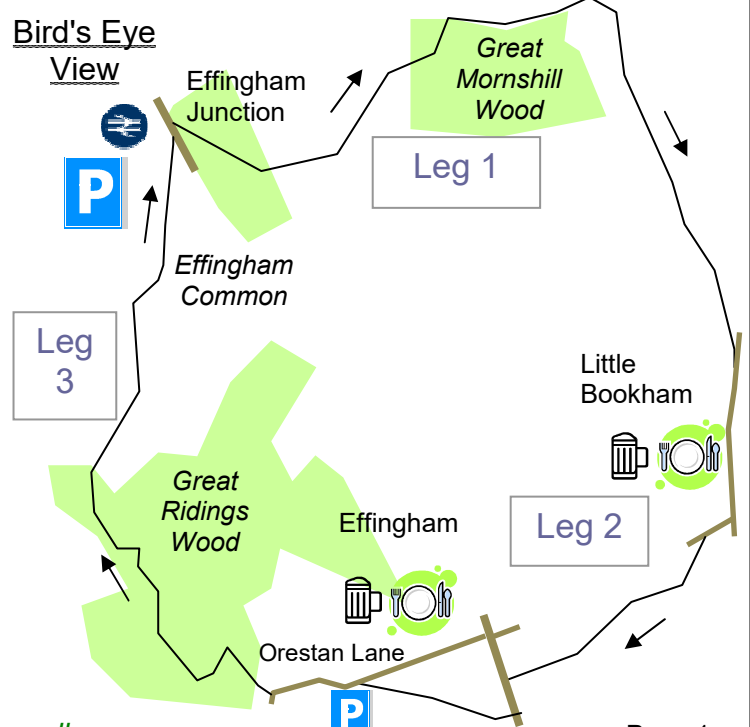 Bird's Eye
View
Effingham
Junction
Great
Mornshill
Wood
Leg 1
P
Effingham
Common
Leg
3
Little
Bookham
Great
Ridings
Wood
Effingham
Leg 2
Orestan Lane
P